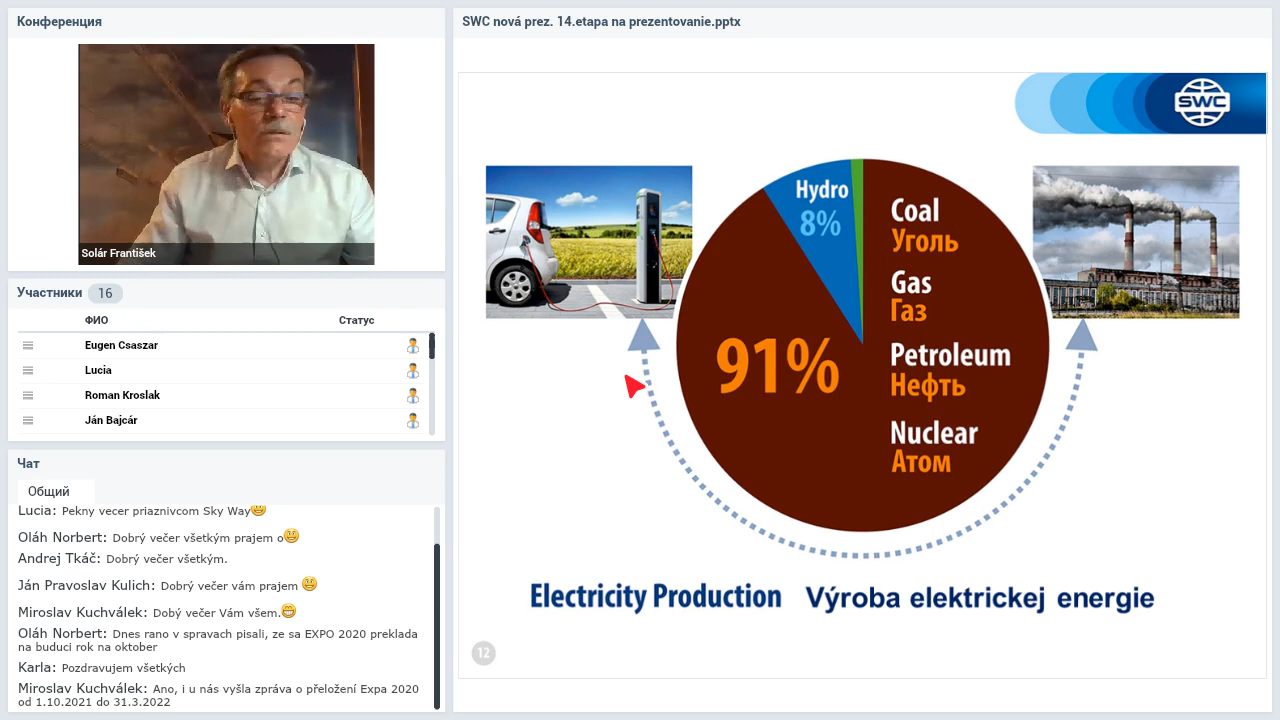 Конференция
Solár František
Участники 16
ФИО Статус
Eugen Csaszar
Lucia
Roman Kroslak
Ján Bajcár
Чат
Общий
Lucia: Pekny vecer priaznivcom Sky Way
Oláh Norbert: Dobrý večer všetkým prajem o
Andrej Tkáč: Dobrý večer všetkým.
Ján Pravoslav Kulich: Dobrý večer vám prajem
Miroslav Kuchválek: Dobý večer Vám všem.
Oláh Norbert: Dnes rano v spravach pisali, ze sa EXPO 2020 preklada
na buduci rok na oktober
Karla: Pozdravujem všetkých
Miroslav Kuchválek: Ano, i u nás vyšla zpráva o přeložení Expa 2020
od 1.10.2021 do 31.3.2022
SWC nová prez. 14.etapa na prezentovanie.pptx
SWC
Hydro
8%
91%
Coal
Уголь
Gas
Газ
Petroleum
Нефть
Nuclear
Атом
Electricity Production Výroba elektrickej energie
12